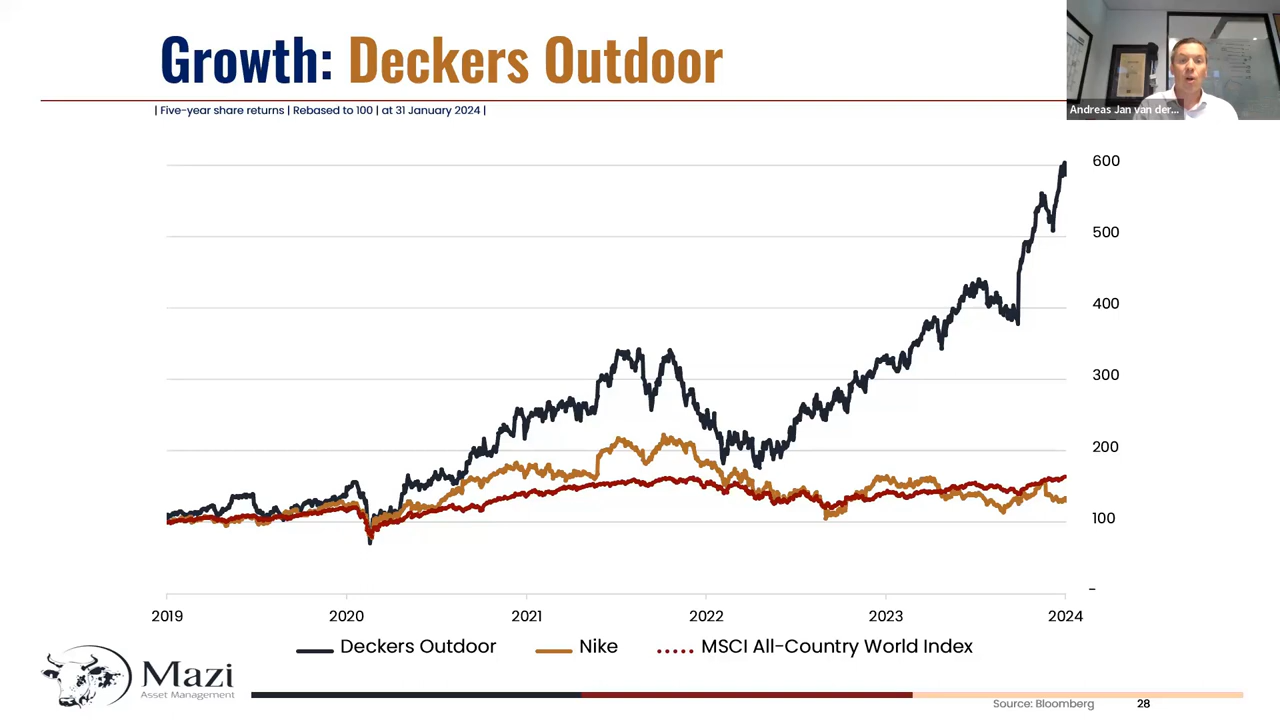 Growth: Deckers Outdoor
| Five-year share returns | Rebased to 100 | at 31 January 2024 |
Andreas Jan van der...
600
500
400
300
200
100
–
2019 2020 2021 2022 2023 2024
Deckers Outdoor Nike MSCI All-Country World Index
Mazi
Asset Management
Source: Bloomberg 28